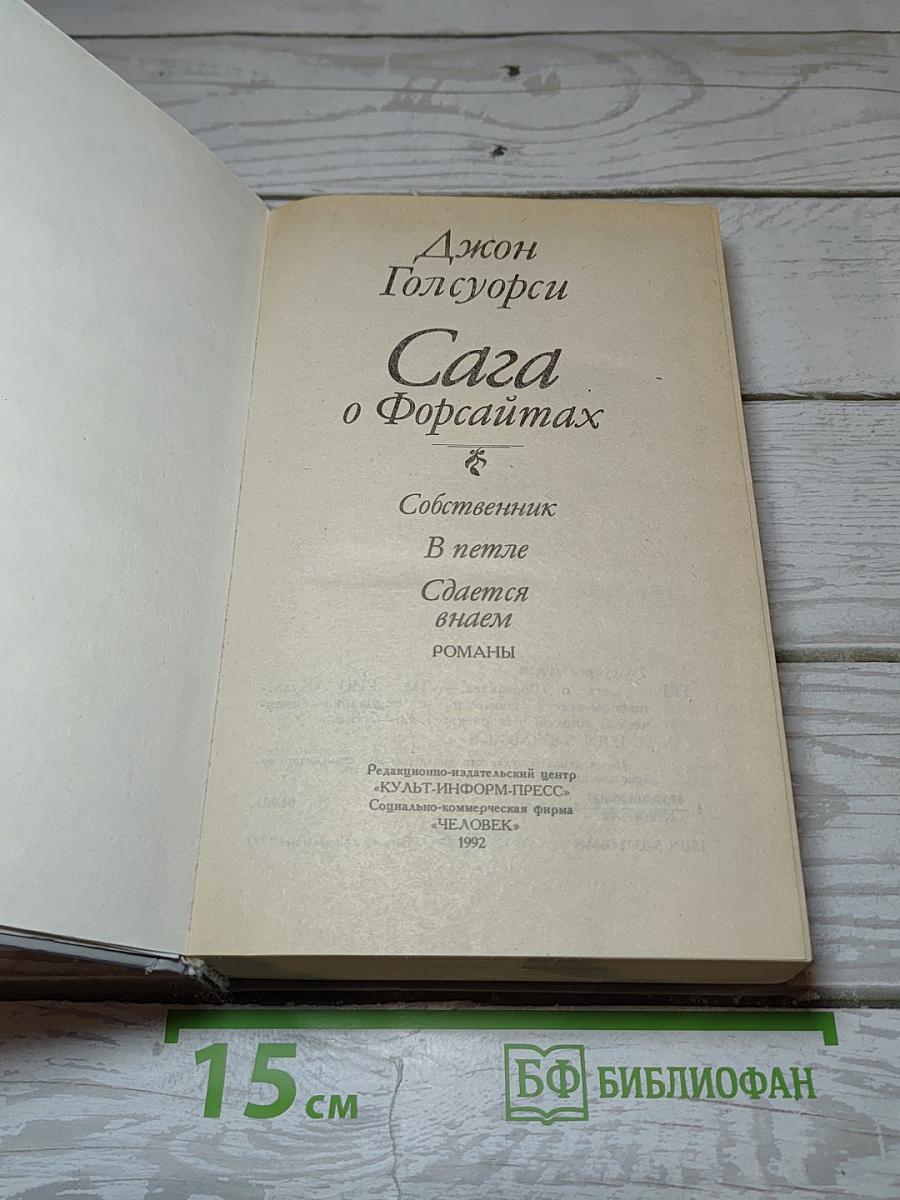 Джон
Голсуорси
Сага
о Форсайтах
Собственник
В петле
Сдается
внаем
РОМАНЫ
Редакционно-издательский центр
«КУЛЬТ-ИНФОРМ-ПРЕСС»
Социально-коммерческая фирма
«ЧЕЛОВЕК»
1992
15 см
БФ БИБЛИОФАН